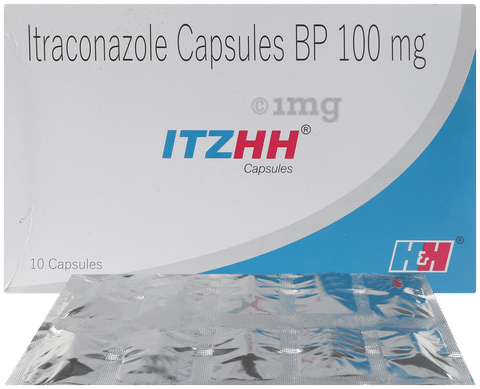 Itraconazole Capsules BP 100 mg
©1mg
ITZHH®
Capsules
10 Capsules
H&H®